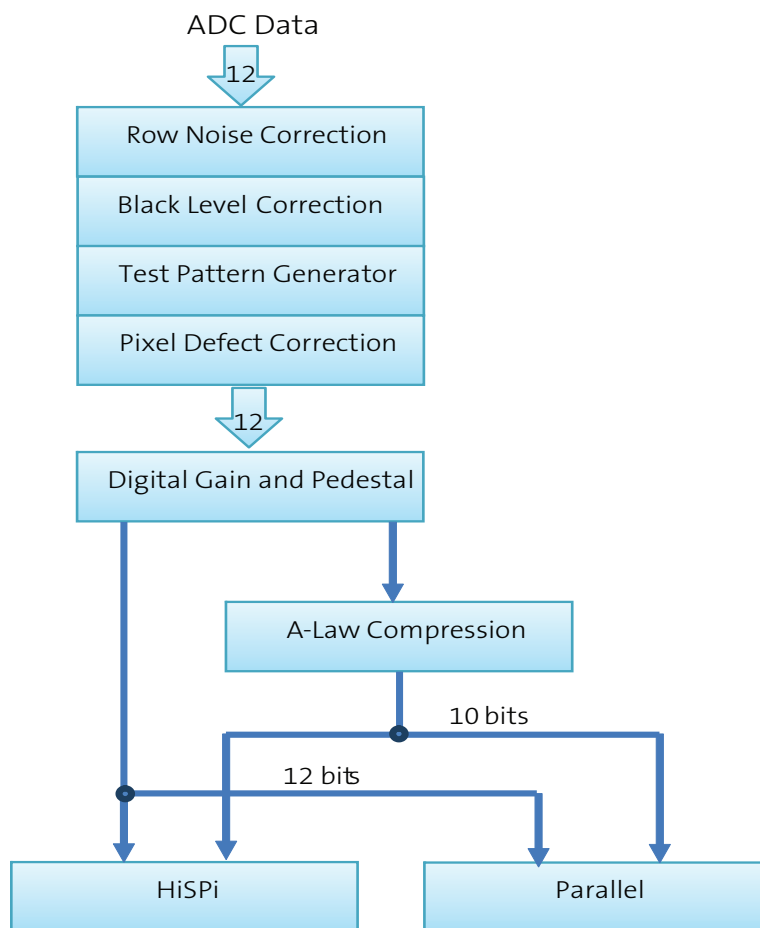 ADC Data
12
Row Noise Correction
Black Level Correction
Test Pattern Generator
Pixel Defect Correction
12
Digital Gain and Pedestal
A-Law Compression
10 bits
12 bits
HiSPi
Parallel